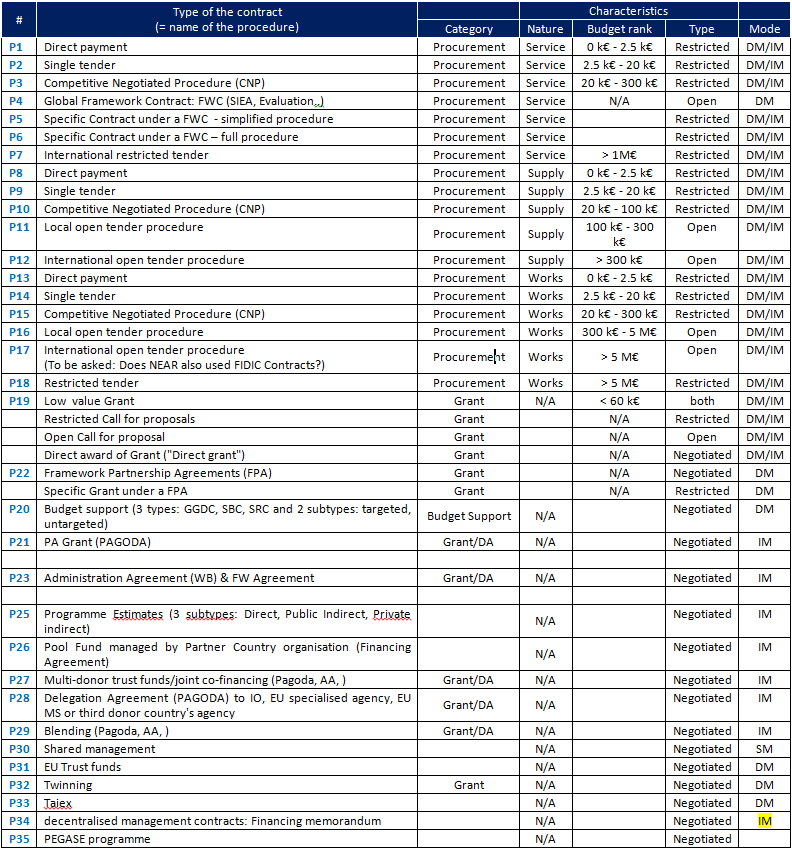 # Type of the contract (= name of the procedure) Characteristics
Category Nature Budget rank Type Mode
P1 Direct payment Procurement Service 0 k€ - 2.5 k€ Restricted DM/IM
P2 Single tender Procurement Service 2.5 k€ - 20 k€ Restricted DM/IM
P3 Competitive Negotiated Procedure (CNP) Procurement Service 20 k€ - 300 k€ Restricted DM/IM
P4 Global Framework Contract: FWC (SIEA, Evaluation..) Procurement Service N/A Open DM
P5 Specific Contract under a FWC - simplified procedure Procurement Service Restricted DM/IM
P6 Specific Contract under a FWC – full procedure Procurement Service Restricted DM/IM
P7 International restricted tender Procurement Service > 1M€ Restricted DM/IM
P8 Direct payment Procurement Supply 0 k€ - 2.5 k€ Restricted DM/IM
P9 Single tender Procurement Supply 2.5 k€ - 20 k€ Restricted DM/IM
P10 Competitive Negotiated Procedure (CNP) Procurement Supply 20 k€ - 100 k€ Restricted DM/IM
P11 Local open tender procedure Procurement Supply 100 k€ - 300 k€ Open DM/IM
P12 International open tender procedure Procurement Supply > 300 k€ Open DM/IM
P13 Direct payment Procurement Works 0 k€ - 2.5 k€ Restricted DM/IM
P14 Single tender Procurement Works 2.5 k€ - 20 k€ Restricted DM/IM
P15 Competitive Negotiated Procedure (CNP) Procurement Works 20 k€ - 300 k€ Restricted DM/IM
P16 Local open tender procedure Procurement Works 300 k€ - 5 M€ Open DM/IM
P17 International open tender procedure
(To be asked: Does NEAR also used FIDIC Contracts?) Procurement Works > 5 M€ Open DM/IM
P18 Restricted tender Procurement Works > 5 M€ Restricted DM/IM
P19 Low value Grant Grant N/A < 60 k€ both DM/IM
Restricted Call for proposals Grant N/A Restricted DM/IM
Open Call for proposal Grant N/A Open DM/IM
Direct award of Grant ("Direct grant") Grant N/A Negotiated DM/IM
P22 Framework Partnership Agreements (FPA) Grant N/A Negotiated DM
Specific Grant under a FPA Grant N/A Restricted DM
P20 Budget support (3 types: GGDC, SBC, SRC and 2 subtypes: targeted,
untargeted) Budget Support N/A Negotiated DM
P21 PA Grant (PAGODA) Grant/DA N/A Negotiated IM
P23 Administration Agreement (WB) & FW Agreement Grant/DA N/A Negotiated IM
P25 Programme Estimates (3 subtypes: Direct, Public Indirect, Private
indirect) N/A Negotiated IM
P26 Pool Fund managed by Partner Country organisation (Financing
Agreement) N/A Negotiated IM
P27 Multi-donor trust funds/joint co-financing (Pagoda, AA, ) Grant/DA N/A Negotiated IM
P28 Delegation Agreement (PAGODA) to IO, EU specialised agency, EU
MS or third donor country's agency Grant/DA N/A Negotiated IM
P29 Blending (Pagoda, AA, ) Grant/DA N/A Negotiated IM
P30 Shared management N/A Negotiated SM
P31 EU Trust funds N/A Negotiated DM
P32 Twinning Grant N/A Negotiated DM
P33 Taiex N/A Negotiated DM
P34 decentralised management contracts: Financing memorandum N/A Negotiated IM
P35 PEGASE programme N/A Negotiated